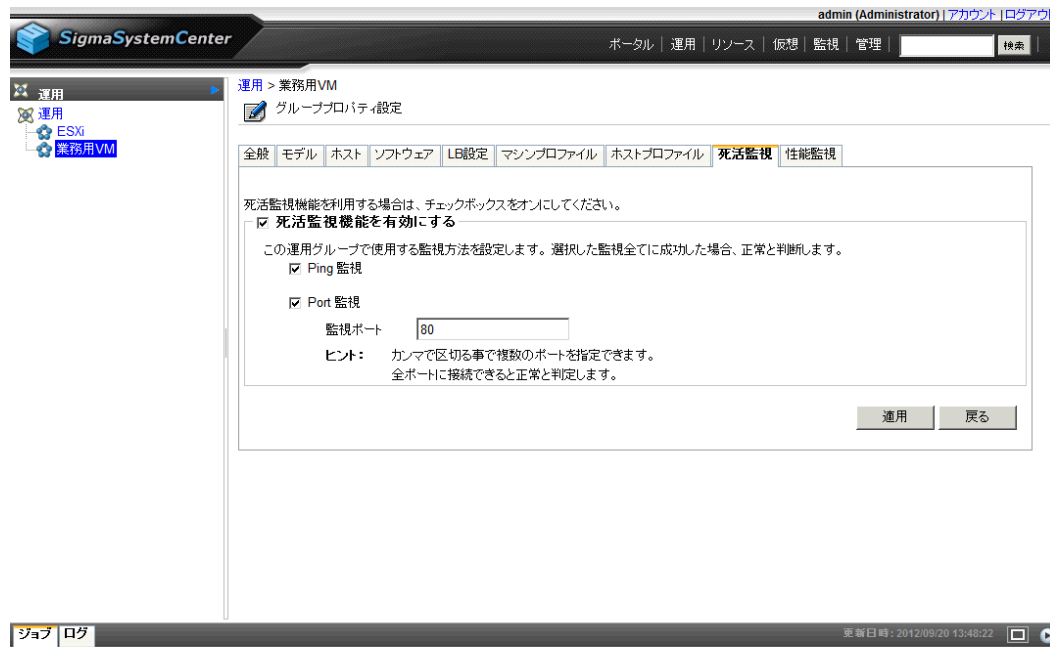 admin (Administrator) | アカウント | ログアウ
SigmaSystemCenter
ポータル | 運用 | リソース | 仮想 | 監視 | 管理 | 検索 |
運用
運用
ESXi
業務用VM
運用 > 業務用VM
グループプロパティ設定
全般 モデル ホスト ソフトウェア LB設定 マシンプロファイル ホストプロファイル 死活監視 性能監視
死活監視機能を利用する場合は、チェックボックスをオンにしてください。
死活監視機能を有効にする
この運用グループで使用する監視方法を設定します。選択した監視全てに成功した場合、正常と判断します。
Ping 監視
Port 監視
監視ポート 80
ヒント: カンマで区切る事で複数のポートを指定できます。
全ポートに接続できると正常と判定します。
適用 戻る
ジョブ ログ
更新日時 : 2012/09/20 13:48:22